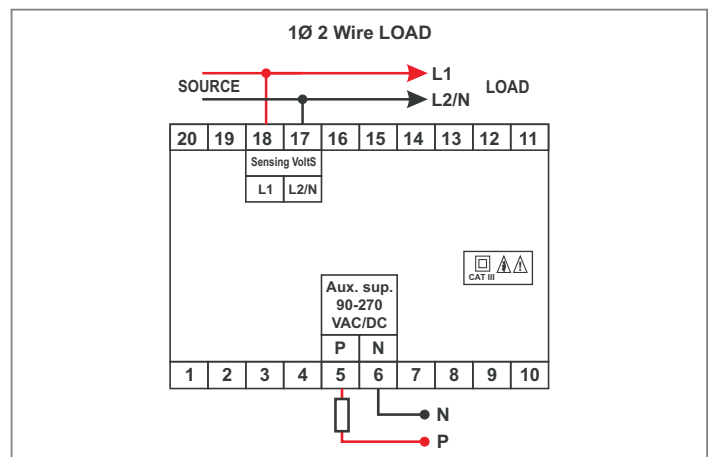 1Ø 2 Wire LOAD
L1
SOURCE LOAD
L2/N
20 19 18 17 16 15 14 13 12 11
Sensing VoltS
L1 L2/N
CAT III
Aux. sup.
90-270
VAC/DC
P N
1 2 3 4 5 6 7 8 9 10
N
P